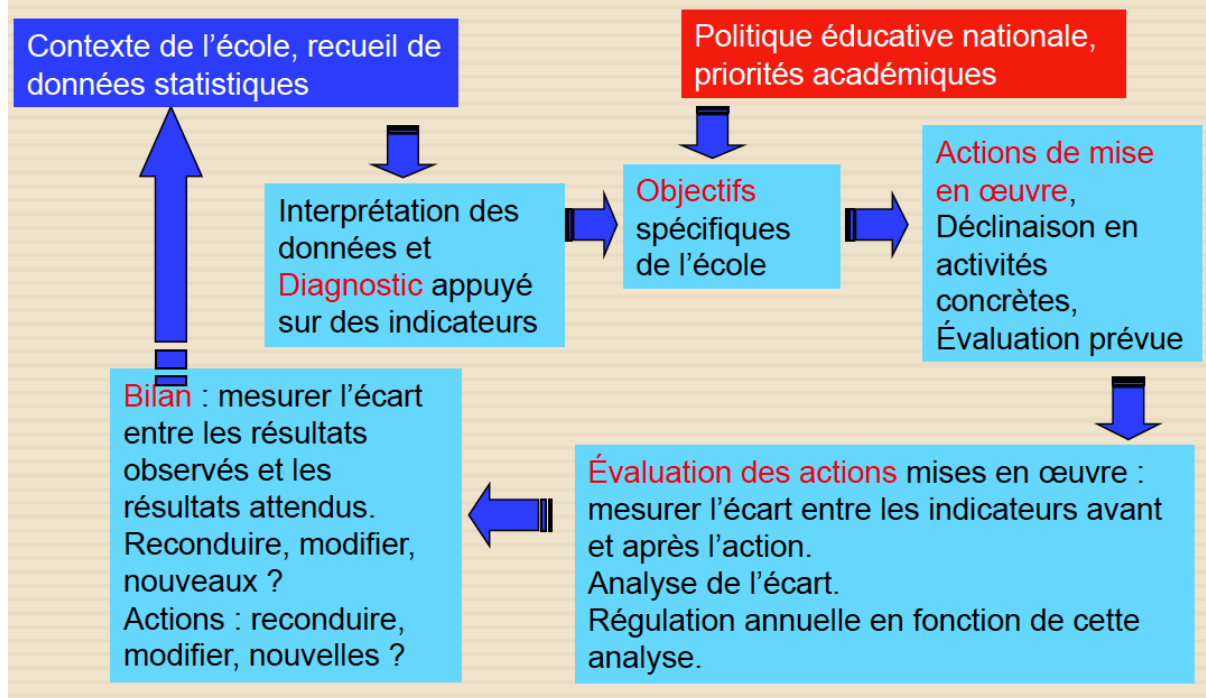 Contexte de l’école, recueil de
données statistiques
Politique éducative nationale,
priorités académiques
Interprétation des
données et
Diagnostic appuyé
sur des indicateurs
Objectifs
spécifiques
de l’école
Actions de mise
en œuvre,
Déclinaison en
activités
concrètes,
Évaluation prévue
Évaluation des actions mises en œuvre :
mesurer l’écart entre les indicateurs avant
et après l’action.
Analyse de l’écart.
Régulation annuelle en fonction de cette
analyse.
Bilan : mesurer l’écart
entre les résultats
observés et les
résultats attendus.
Reconduire, modifier,
nouveaux ?
Actions : reconduire,
modifier, nouvelles ?